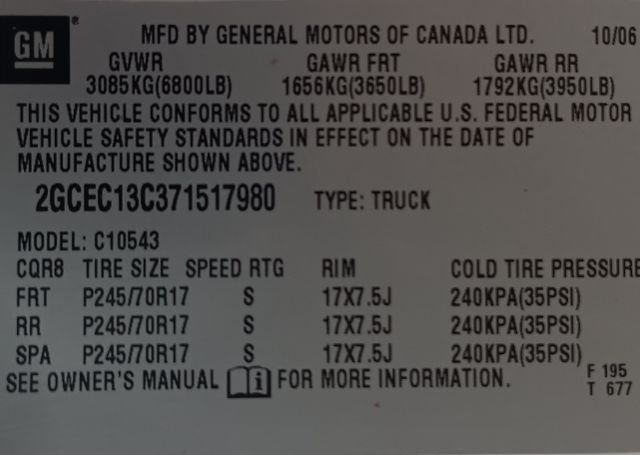 GM® MFD BY GENERAL MOTORS OF CANADA LTD. 10/06
GVWR GAWR FRT GAWR RR
3085KG(6800LB) 1656KG(3650LB) 1792KG(3950LB)
THIS VEHICLE CONFORMS TO ALL APPLICABLE U.S. FEDERAL MOTOR
VEHICLE SAFETY STANDARDS IN EFFECT ON THE DATE OF
MANUFACTURE SHOWN ABOVE.
2GCEC13C371517980 TYPE: TRUCK
MODEL: C10543
CQR8 TIRE SIZE SPEED RTG RIM COLD TIRE PRESSURE
FRT P245/70R17 S 17X7.5J 240KPA(35PSI)
RR P245/70R17 S 17X7.5J 240KPA(35PSI)
SPA P245/70R17 S 17X7.5J 240KPA(35PSI)
SEE OWNER'S MANUAL i FOR MORE INFORMATION. F 195
T 677